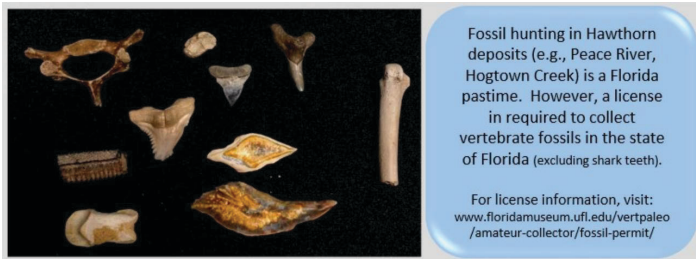 Fossil hunting in Hawthorn
deposits (e.g., Peace River,
Hogtown Creek) is a Florida
pastime.  However, a license
in required to collect
vertebrate fossils in the state
of Florida (excluding shark teeth).
For license information, visit:
www.floridamuseum.ufl.edu/vertpaleo
/amateur-collector/fossil-permit/